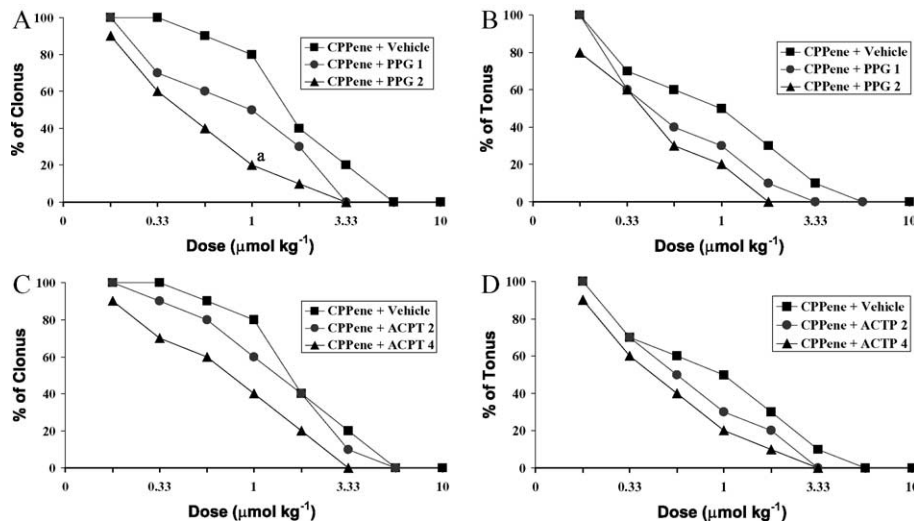 A
% of Clonus
100
80
60
40
20
0
CPPene + Vehicle
CPPene + PPG 1
CPPene + PPG 2
a
0 0.33 1 3.33 10
Dose (µmol kg⁻¹)
B
% of Tonus
100
80
60
40
20
0
CPPene + Vehicle
CPPene + PPG 1
CPPene + PPG 2
0 0.33 1 3.33 10
Dose (µmol kg⁻¹)
C
% of Clonus
100
80
60
40
20
0
CPPene + Vehicle
CPPene + ACPT 2
CPPene + ACPT 4
0 0.33 1 3.33 10
Dose (µmol kg⁻¹)
D
% of Tonus
100
80
60
40
20
0
CPPene + Vehicle
CPPene + ACTP 2
CPPene + ACTP 4
0 0.33 1 3.33 10
Dose (µmol kg⁻¹)